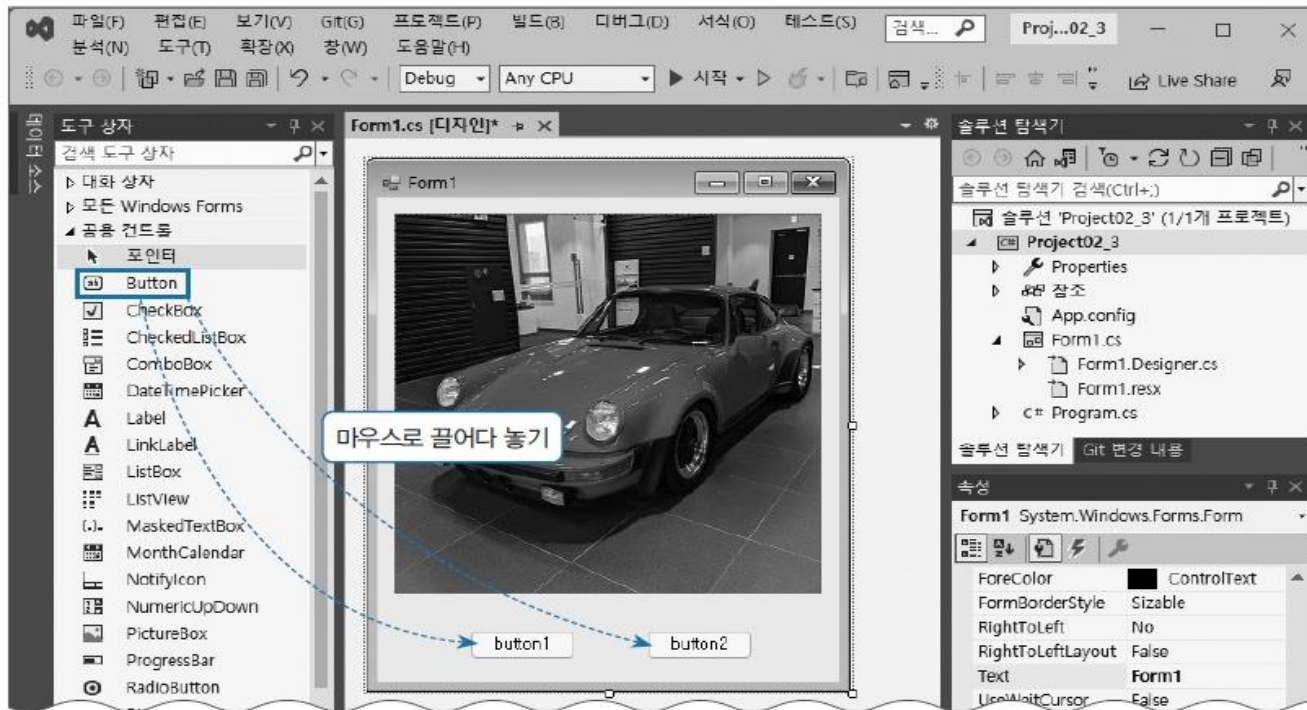 파일(F) 편집(E) 보기(V) Git(G) 프로젝트(P) 빌드(B) 디버그(D) 서식(O) 테스트(S) 검색... Proj...02_3
분석(N) 도구(T) 확장(X) 창(W) 도움말(H)
Debug Any CPU 시작 Live Share
도구 상자
검색 도구 상자
대화 상자
모든 Windows Forms
공용 컨트롤
포인터
Button
CheckBox
CheckedListBox
ComboBox
DateTimePicker
Label
LinkLabel
ListBox
ListView
MaskedTextBox
MonthCalendar
NotifyIcon
NumericUpDown
PictureBox
ProgressBar
RadioButton
Form1.cs [디자인]*
Form1
마우스로 끌어다 놓기
button1 button2
솔루션 탐색기
솔루션 탐색기 검색(Ctrl+;)
솔루션 'Project02_3' (1/1개 프로젝트)
C# Project02_3
Properties
참조
App.config
Form1.cs
Form1.Designer.cs
Form1.resx
C# Program.cs
솔루션 탐색기 Git 변경 내용
속성
Form1 System.Windows.Forms.Form
ForeColor ControlText
FormBorderStyle Sizable
RightToLeft No
RightToLeftLayout False
Text Form1
UseWaitCursor False